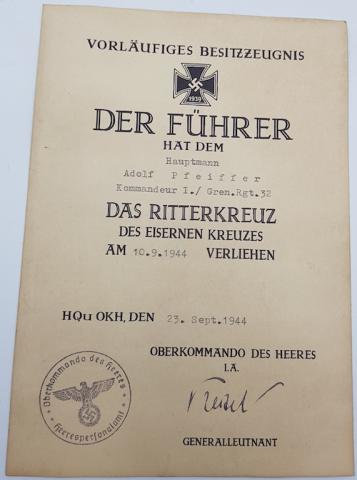 VORLÄUFIGES BESITZZEUGNIS
1939
DER FÜHRER
HAT DEM
Hauptmann
Adolf Pfeiffer
Kommandeur I./ Gren.Rgt.32
DAS RITTERKREUZ
DES EISERNEN KREUZES
AM 10.9.1944 VERLIEHEN
HQu OKH, DEN 23. Sept.1944
OBERKOMMANDO DES HEERES
I.A.
GENERALLEUTNANT
Oberkommando des Heeres
Heerespersonalamt